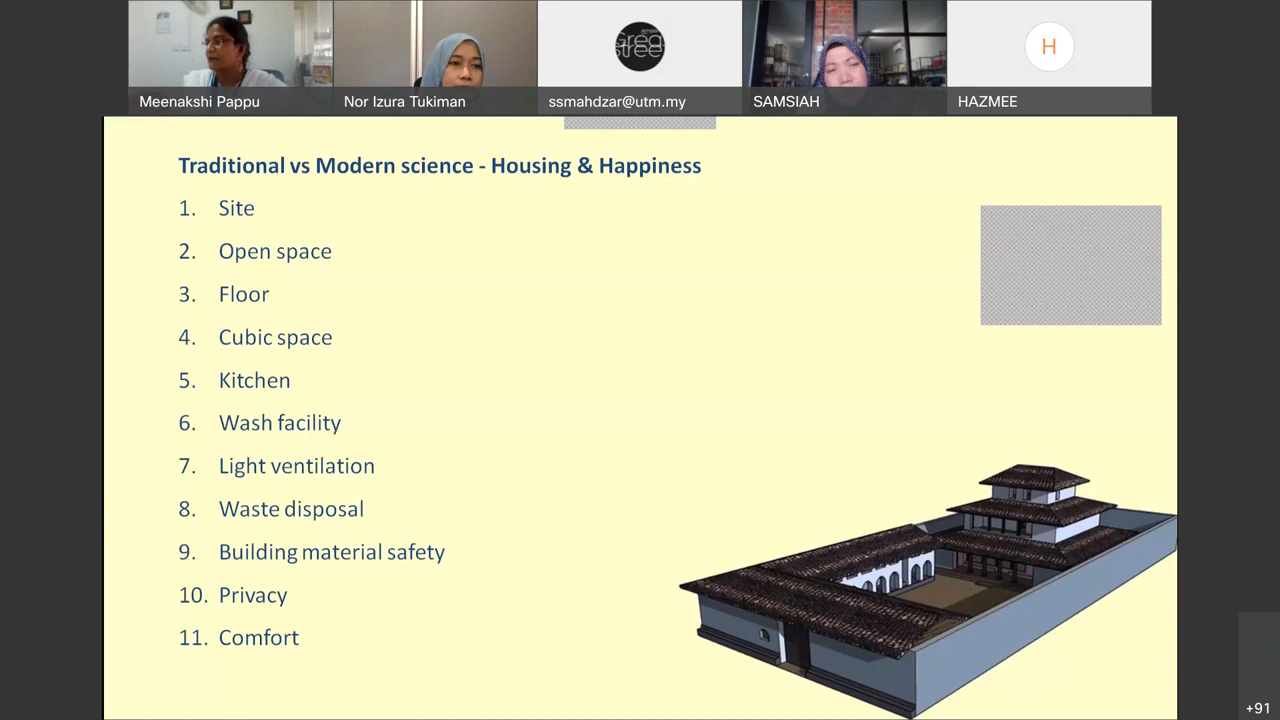 Meenakshi Pappu
Nor Izura Tukiman
ssmahdzar@utm.my
SAMSIAH
HAZMEE
H
Traditional vs Modern science - Housing & Happiness
1. Site
2. Open space
3. Floor
4. Cubic space
5. Kitchen
6. Wash facility
7. Light ventilation
8. Waste disposal
9. Building material safety
10. Privacy
11. Comfort
+91